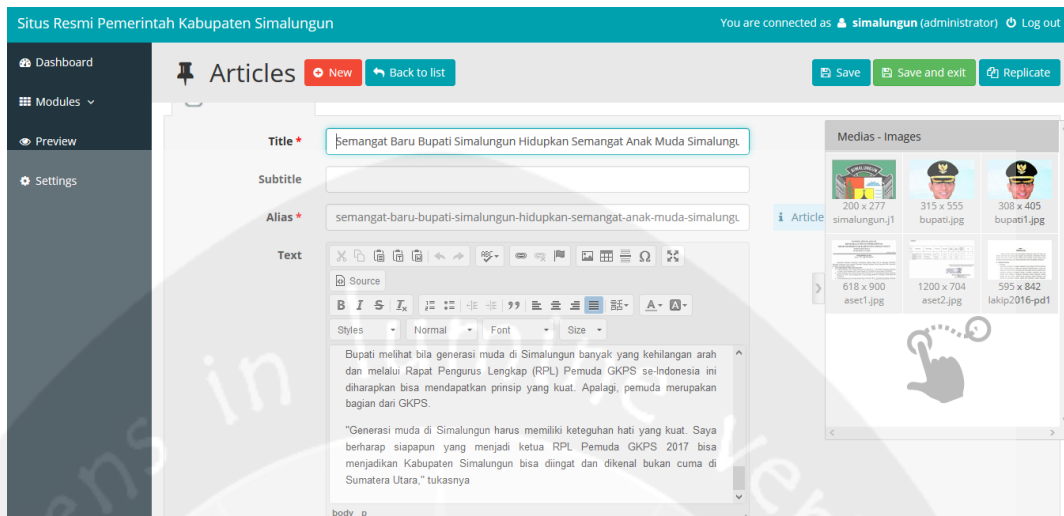 Situs Resmi Pemerintah Kabupaten Simalungun
You are connected as simalungun (administrator) Log out
Dashboard
Modules
Preview
Settings
Articles New Back to list
Save Save and exit Replicate
Title *
Semangat Baru Bupati Simalungun Hidupkan Semangat Anak Muda Simalungu
Subtitle
Alias *
semangat-baru-bupati-simalungun-hidupkan-semangat-anak-muda-simalungu
Article
Text
Source
Styles Normal Font Size
Bupati melihat bila generasi muda di Simalungun banyak yang kehilangan arah
dan melalui Rapat Pengurus Lengkap (RPL) Pemuda GKPS se-Indonesia ini
diharapkan bisa mendapatkan prinsip yang kuat. Apalagi, pemuda merupakan
bagian dari GKPS.
"Generasi muda di Simalungun harus memiliki keteguhan hati yang kuat. Saya
berharap siapapun yang menjadi ketua RPL Pemuda GKPS 2017 bisa
menjadikan Kabupaten Simalungun bisa diingat dan dikenal bukan cuma di
Sumatera Utara," tukasnya
body p
Medias - Images
200 x 277 315 x 555 308 x 405
simalungun.j1 bupati.jpg bupati1.jpg
618 x 900 1200 x 704 595 x 842
aset1.jpg aset2.jpg lakip2016-pd1
ens in lumine ve